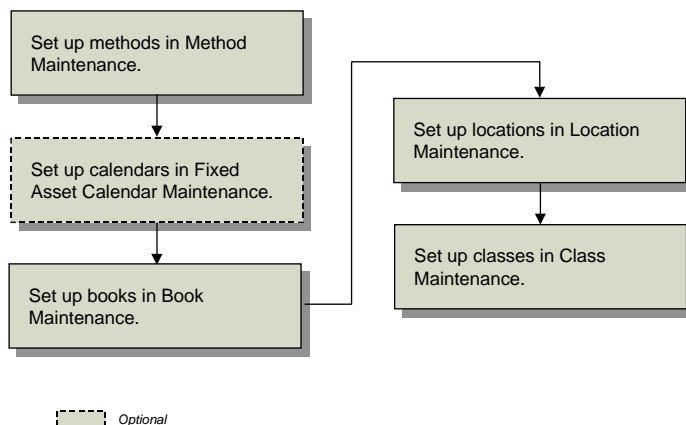 Set up methods in Method
Maintenance.
Set up calendars in Fixed
Asset Calendar Maintenance.
Set up books in Book
Maintenance.
Set up locations in Location
Maintenance.
Set up classes in Class
Maintenance.
Optional